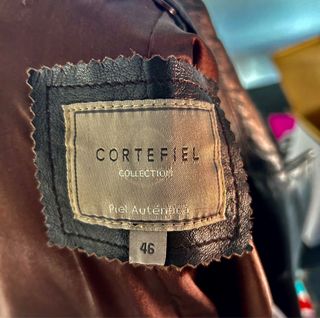 CORTEFIEL
COLLECTION
Piel Auténtica
46